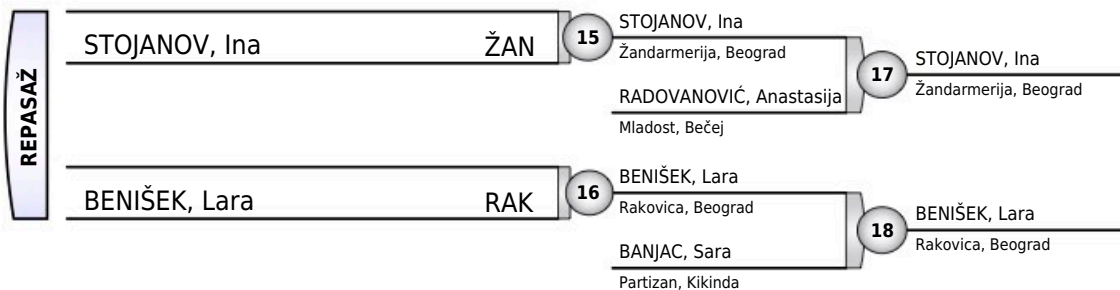 REPASAŽ
STOJANOV, Ina ŽAN
15
STOJANOV, Ina
Žandarmerija, Beograd
RADOVANOVIĆ, Anastasija
Mladost, Bečej
17
STOJANOV, Ina
Žandarmerija, Beograd
BENIŠEK, Lara RAK
16
BENIŠEK, Lara
Rakovica, Beograd
BANJAC, Sara
Partizan, Kikinda
18
BENIŠEK, Lara
Rakovica, Beograd